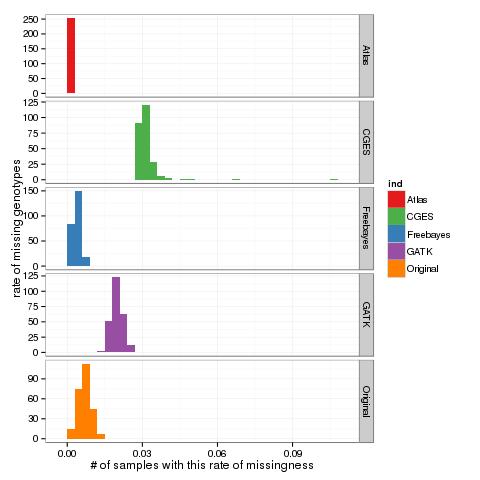 250
200
150
100
50
0
Atlas
125
100
75
50
25
0
CGES
150
100
50
0
Freebayes
125
100
75
50
25
0
GATK
90
60
30
0
Original
0.00 0.03 0.06 0.09
# of samples with this rate of missingness
rate of missing genotypes
ind
Atlas
CGES
Freebayes
GATK
Original